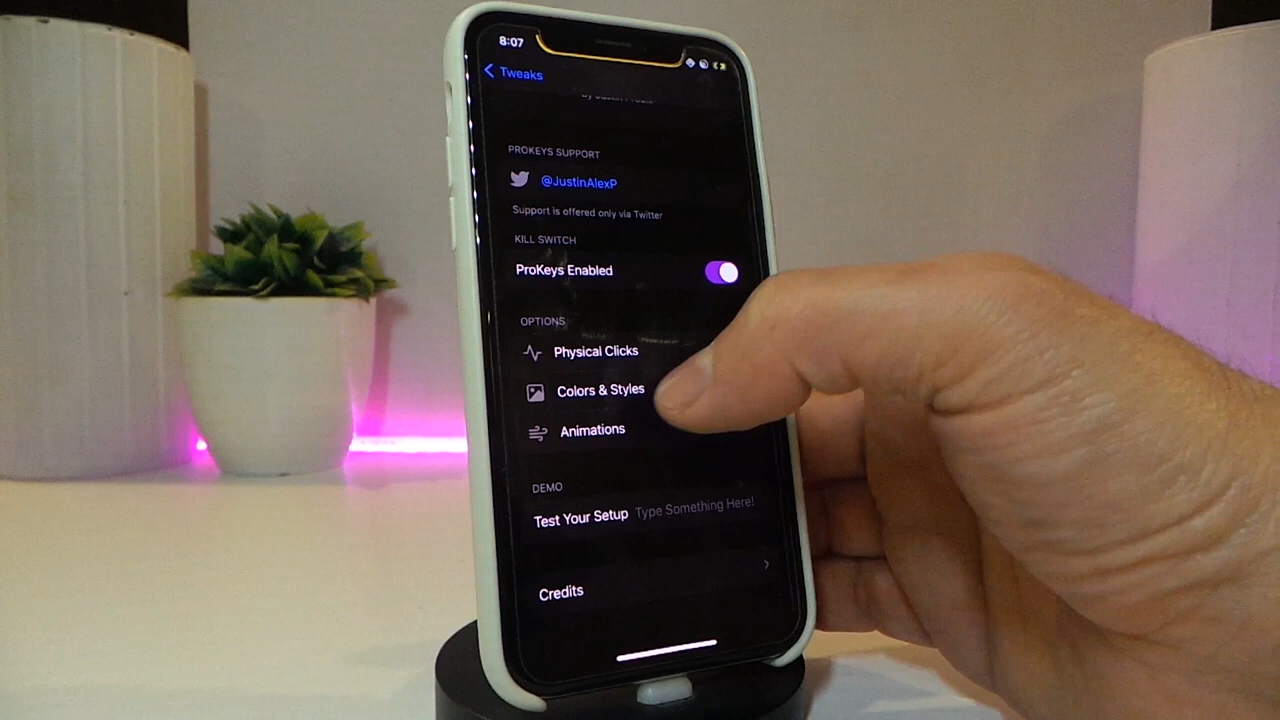 8:07
Tweaks
PROKEYS SUPPORT
@JustinAlexP
Support is offered only via Twitter
KILL SWITCH
ProKeys Enabled
OPTIONS
Physical Clicks
Colors & Styles
Animations
DEMO
Test Your Setup Type Something Here!
Credits